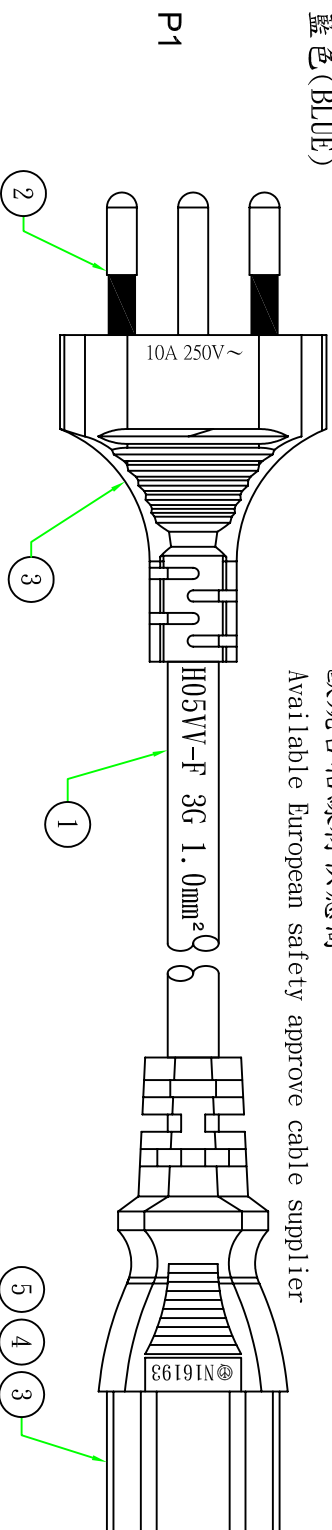 藍色(BLUE)
Available European safety approve cable supplier
P1
10A 250V~
H05VV-F 3G 1.0mm²
N16193
2
3
1
5 4 3